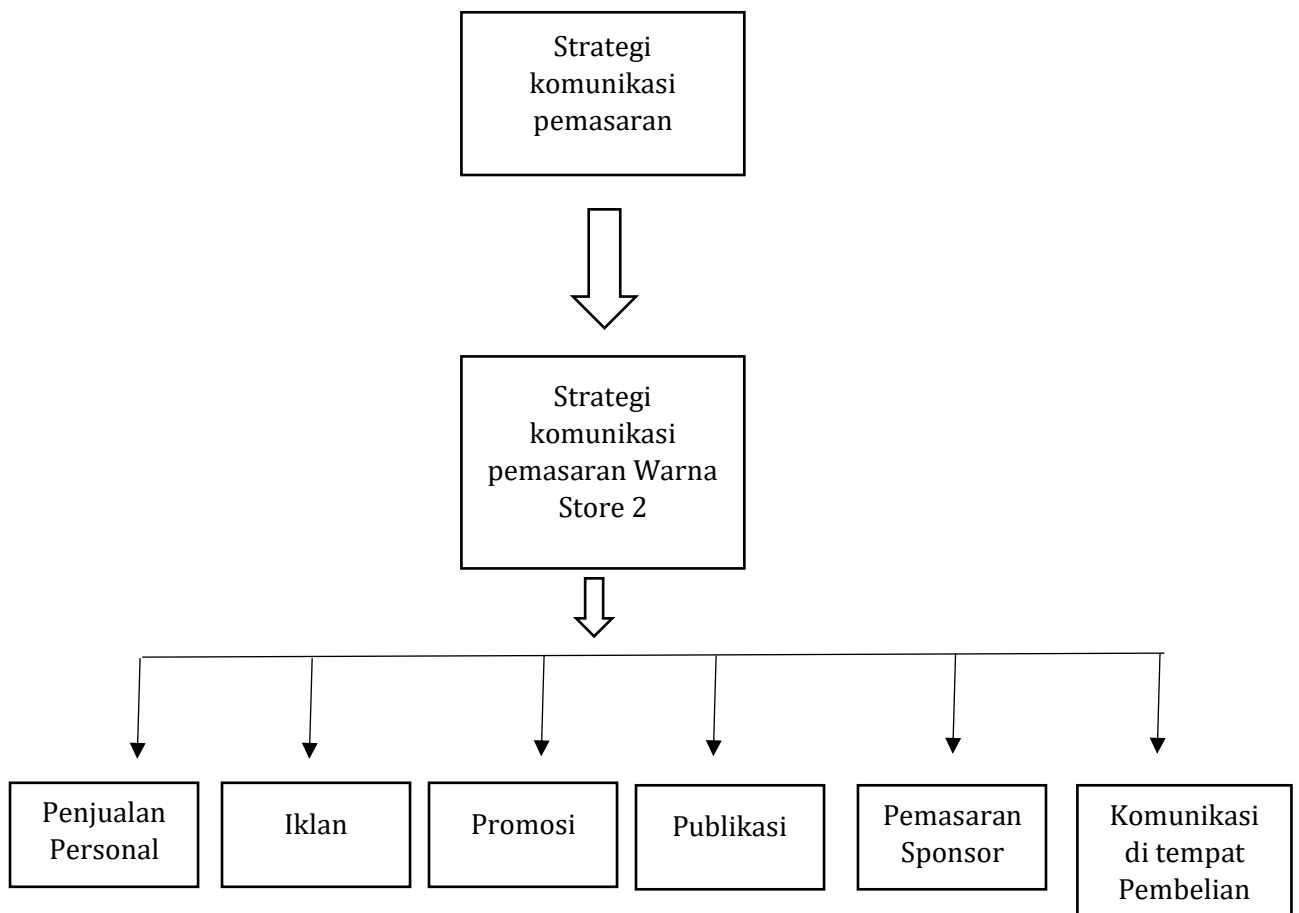 Strategi
komunikasi
pemasaran
Strategi
komunikasi
pemasaran Warna
Store 2
Penjualan
Personal
Iklan
Promosi
Publikasi
Pemasaran
Sponsor
Komunikasi
di tempat
Pembelian